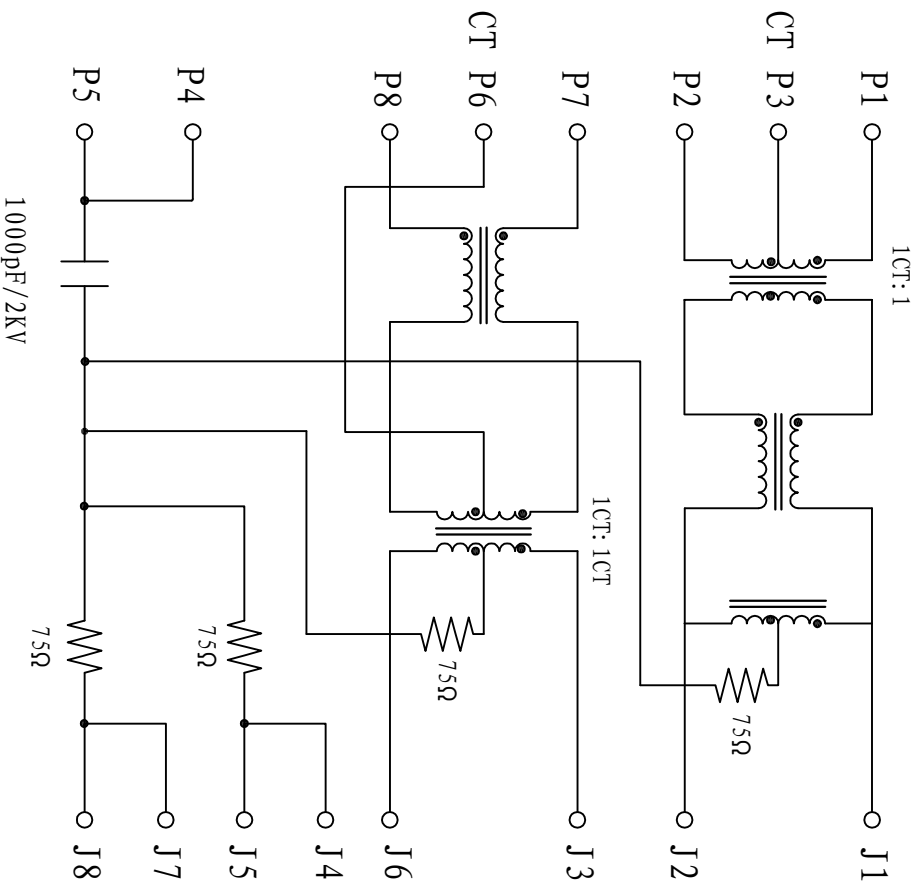 1CT:1
P1
J1
CT P3
75Ω
P2
J2
1CT:1CT
P7
J3
CT P6
75Ω
P8
J6
J4
J5
75Ω
P4
J7
P5
J8
75Ω
1000pF/2KV